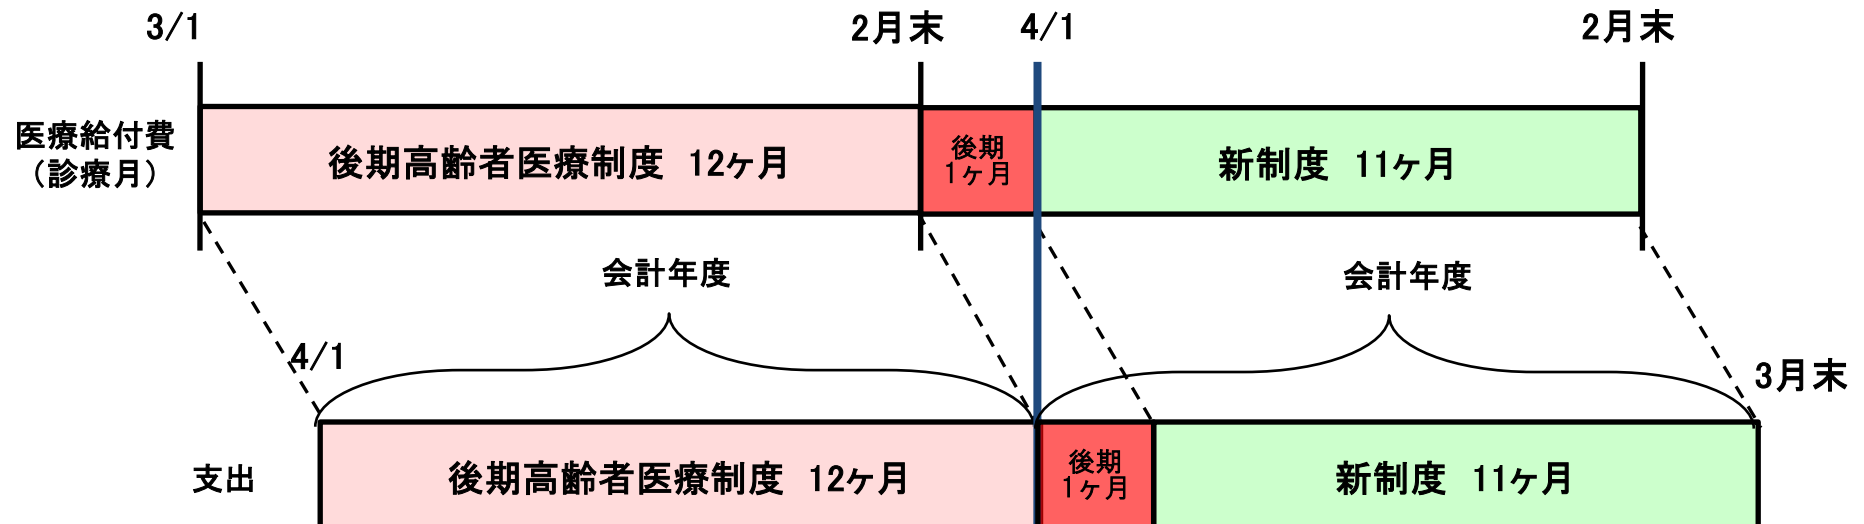 3/1
2月末
4/1
2月末
医療給付費
（診療月）
後期高齢者医療制度 12ヶ月
後期
1ヶ月
新制度 11ヶ月
会計年度
会計年度
4/1
3月末
支出
後期高齢者医療制度 12ヶ月
後期
1ヶ月
新制度 11ヶ月